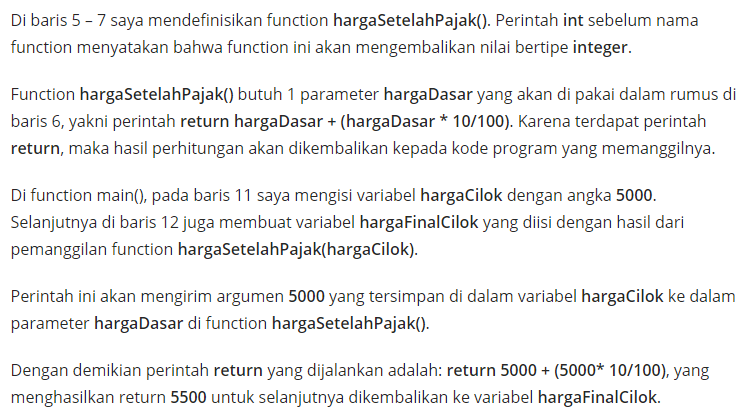 Di baris 5 – 7 saya mendefinisikan function hargaSetelahPajak(). Perintah int sebelum nama
function menyatakan bahwa function ini akan mengembalikan nilai bertipe integer.
Function hargaSetelahPajak() butuh 1 parameter hargaDasar yang akan di pakai dalam rumus di
baris 6, yakni perintah return hargaDasar + (hargaDasar * 10/100). Karena terdapat perintah
return, maka hasil perhitungan akan dikembalikan kepada kode program yang memanggilnya.
Di function main(), pada baris 11 saya mengisi variabel hargaCilok dengan angka 5000.
Selanjutnya di baris 12 juga membuat variabel hargaFinalCilok yang diisi dengan hasil dari
pemanggilan function hargaSetelahPajak(hargaCilok).
Perintah ini akan mengirim argumen 5000 yang tersimpan di dalam variabel hargaCilok ke dalam
parameter hargaDasar di function hargaSetelahPajak().
Dengan demikian perintah return yang dijalankan adalah: return 5000 + (5000* 10/100), yang
menghasilkan return 5500 untuk selanjutnya dikembalikan ke variabel hargaFinalCilok.